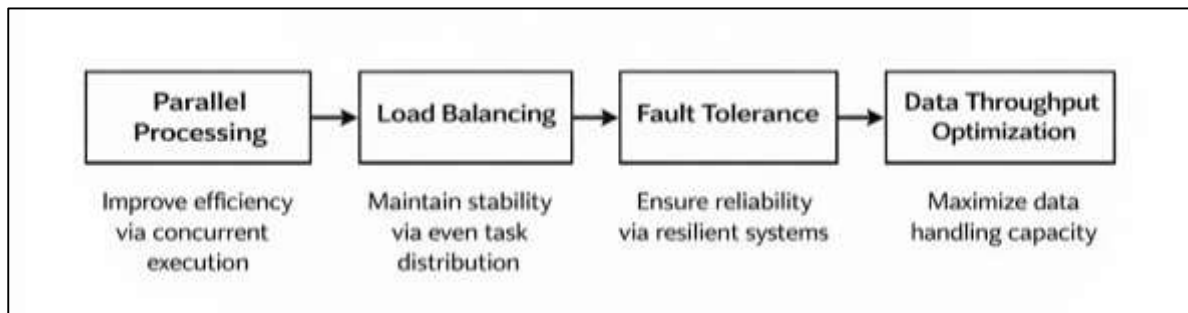 Parallel
Processing
Load Balancing
Fault Tolerance
Data Throughput
Optimization
Improve efficiency
via concurrent
execution
Maintain stability
via even task
distribution
Ensure reliability
via resilient systems
Maximize data
handling capacity